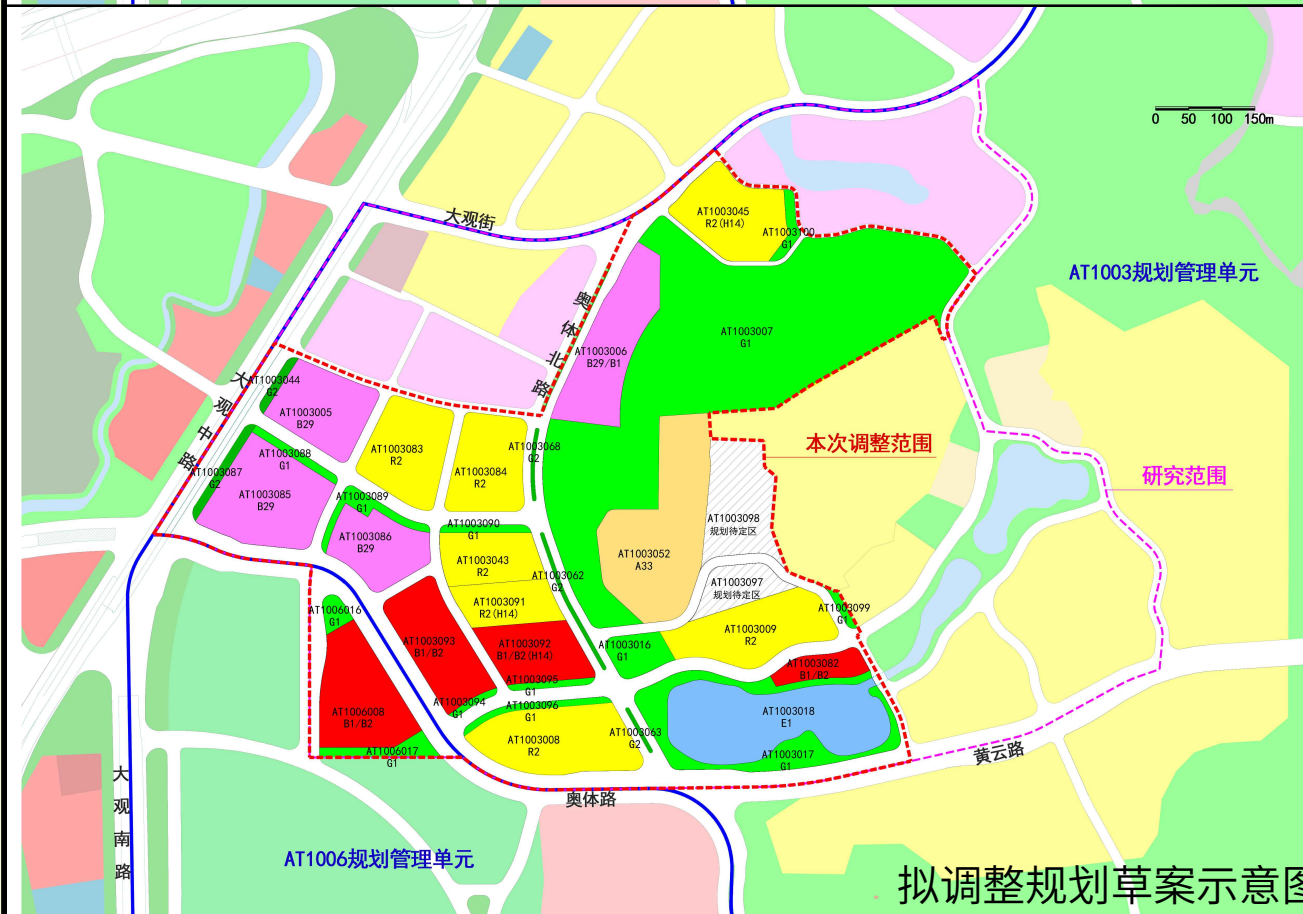 0 50 100 150m
大观街
AT1003045
R2(H14)
AT1003100
G1
AT1003规划管理单元
奥体北路
AT1003007
G1
AT1003006
B29/B1
AT1003044
G2
大观中路
AT1003005
B29
AT1003083
R2
AT1003084
R2
AT1003068
G2
本次调整范围
研究范围
AT1003088
G1
AT1003087
G2
AT1003085
B29
AT1003089
G1
AT1003086
B29
AT1003090
G1
AT1003098
规划待定区
AT1003052
A33
AT1003043
R2
AT1003062
G2
AT1003097
规划待定区
AT1003091
R2(H14)
AT1006016
G1
AT1003099
G1
AT1003009
R2
AT1003093
B1/B2
AT1003092
B1/B2(H14)
AT1003016
G1
AT1003082
B1/B2
AT1003095
G1
AT1003094
G1
AT1003096
G1
AT1006008
B1/B2
AT1003018
E1
AT1003008
R2
AT1003063
G2
AT1006017
G1
AT1003017
G1
黄云路
大观南路
奥体路
AT1006规划管理单元
拟调整规划草案示意图